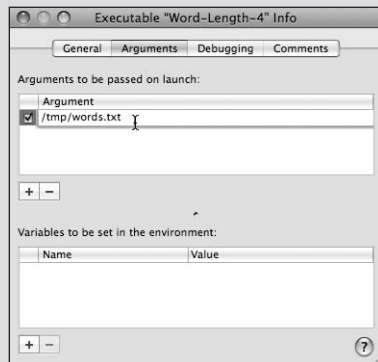 Executable "Word-Length-4" Info
General Arguments Debugging Comments
Arguments to be passed on launch:
Argument
/tmp/words.txt
+ −
Variables to be set in the environment:
Name Value
+ − ?